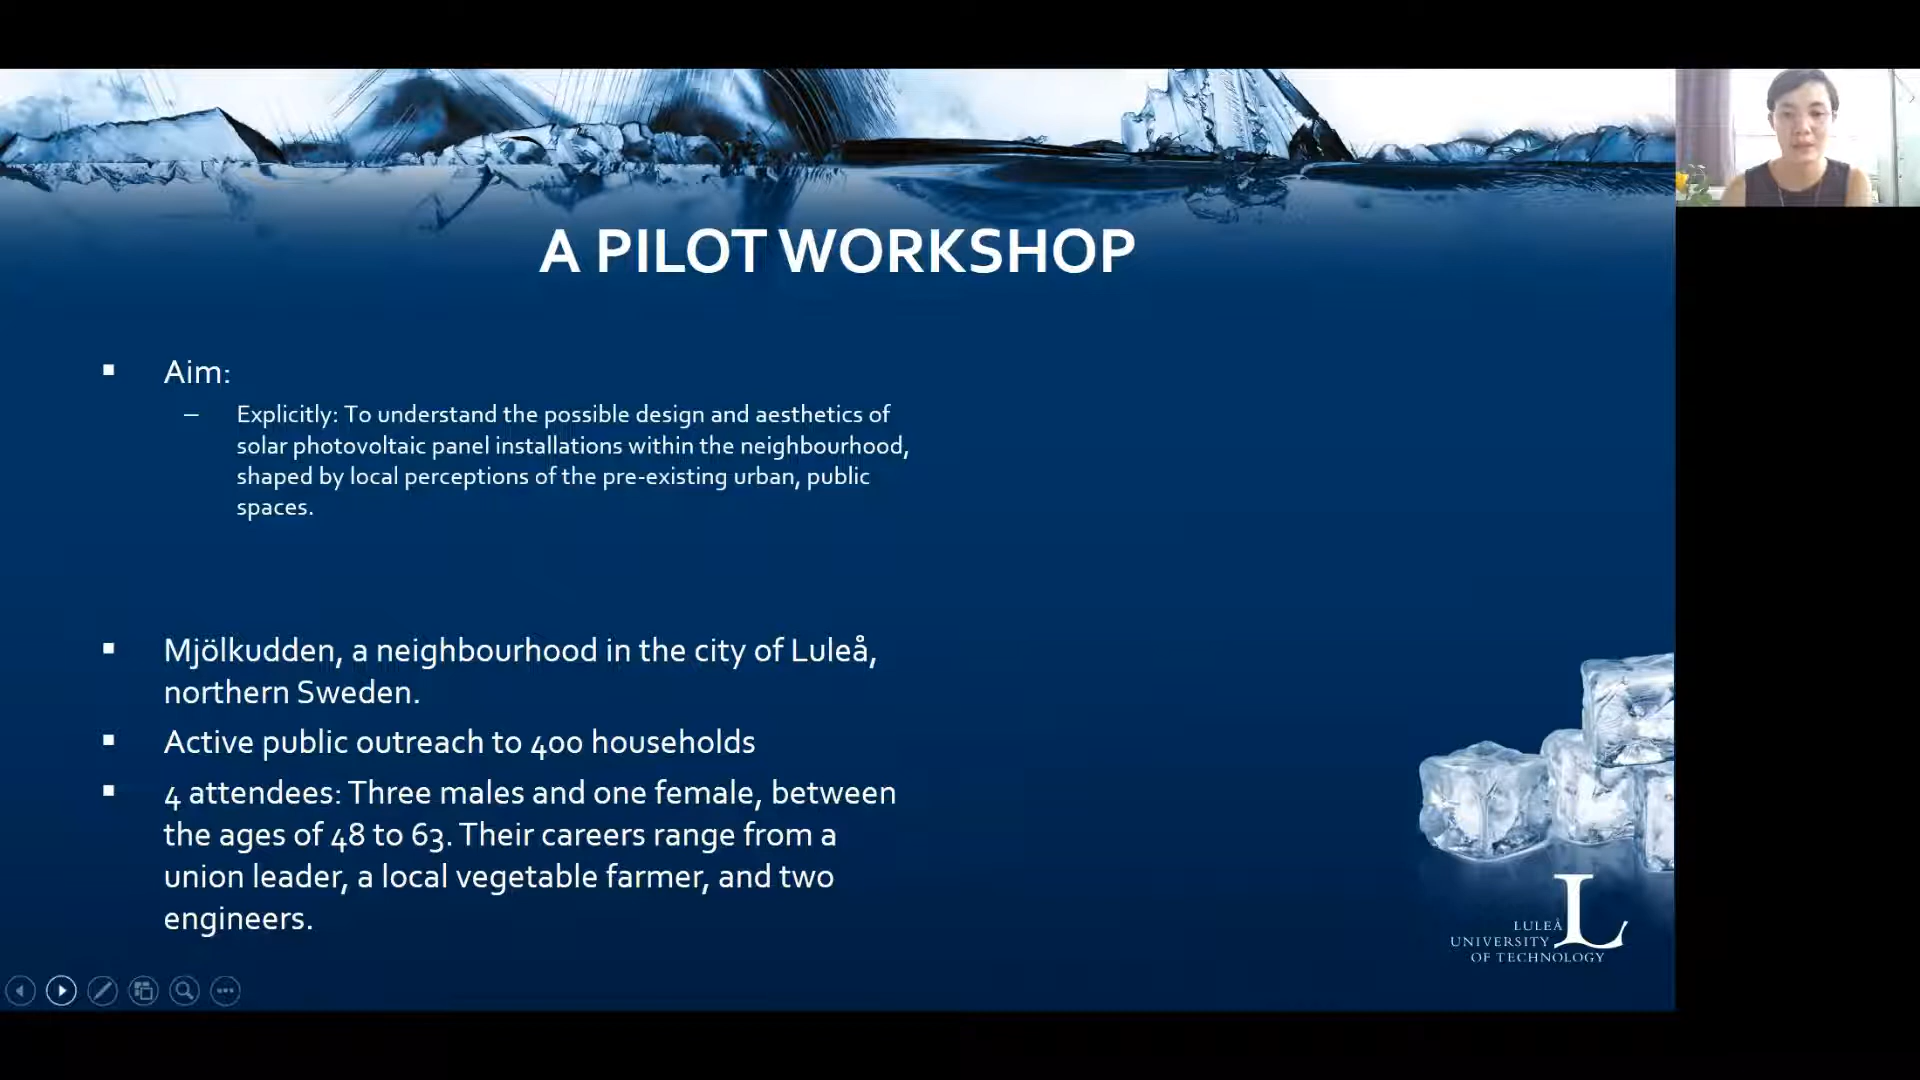 A PILOT WORKSHOP
▪ Aim:
– Explicitly: To understand the possible design and aesthetics of
solar photovoltaic panel installations within the neighbourhood,
shaped by local perceptions of the pre-existing urban, public
spaces.
▪ Mjölkudden, a neighbourhood in the city of Luleå,
northern Sweden.
▪ Active public outreach to 400 households
▪ 4 attendees: Three males and one female, between
the ages of 48 to 63. Their careers range from a
union leader, a local vegetable farmer, and two
engineers.
L
LULEÅ
UNIVERSITY
OF TECHNOLOGY